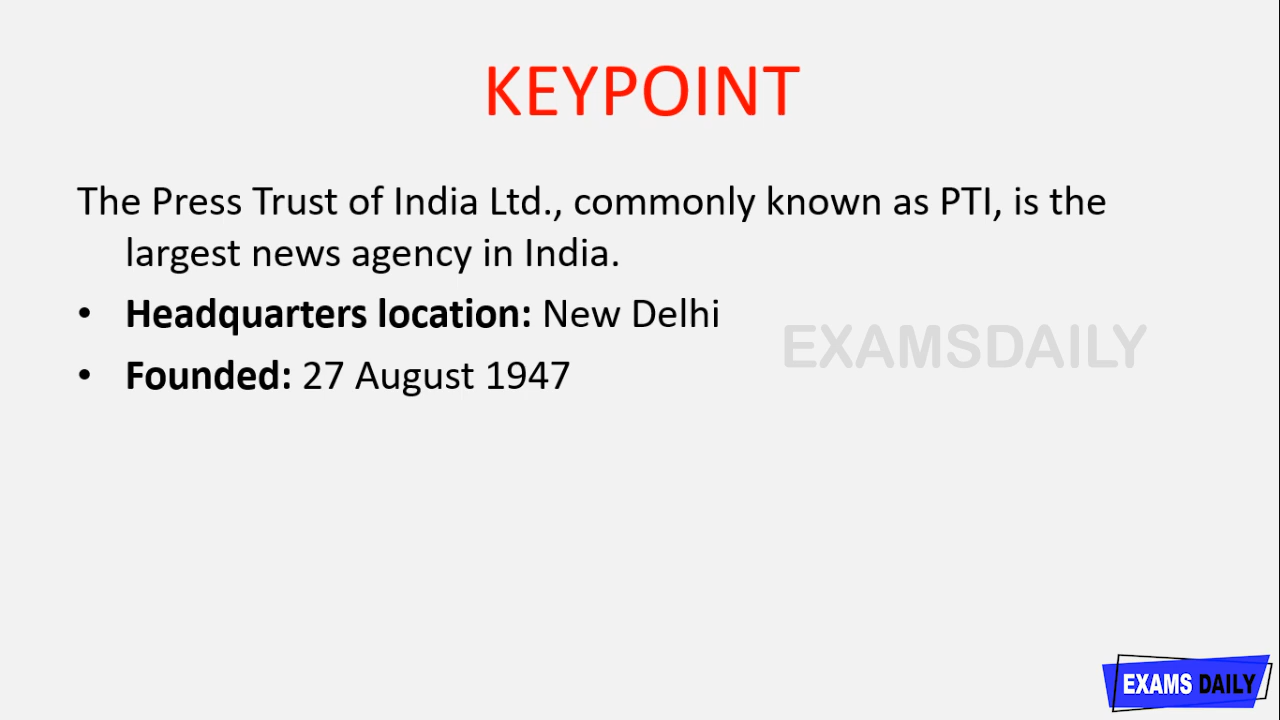 KEYPOINT
The Press Trust of India Ltd., commonly known as PTI, is the
largest news agency in India.
• Headquarters location: New Delhi
• Founded: 27 August 1947
EXAMSDAILY
EXAMS DAILY